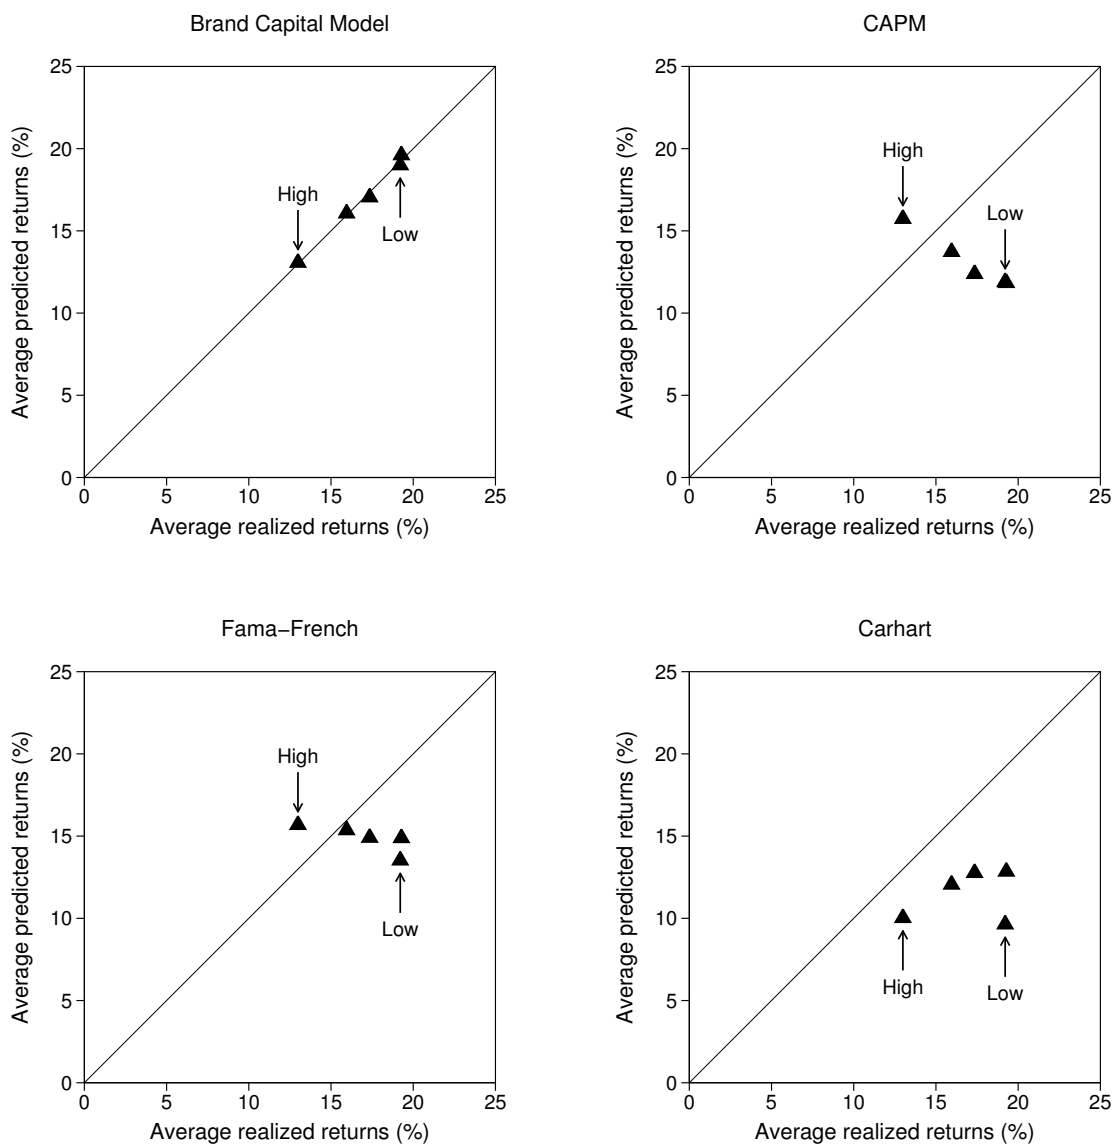 Brand Capital Model
25
20
15
10
5
0
0 5 10 15 20 25
Average predicted returns (%)
Average realized returns (%)
High
Low
CAPM
25
20
15
10
5
0
0 5 10 15 20 25
Average predicted returns (%)
Average realized returns (%)
High
Low
Fama−French
25
20
15
10
5
0
0 5 10 15 20 25
Average predicted returns (%)
Average realized returns (%)
High
Low
Carhart
25
20
15
10
5
0
0 5 10 15 20 25
Average predicted returns (%)
Average realized returns (%)
High
Low